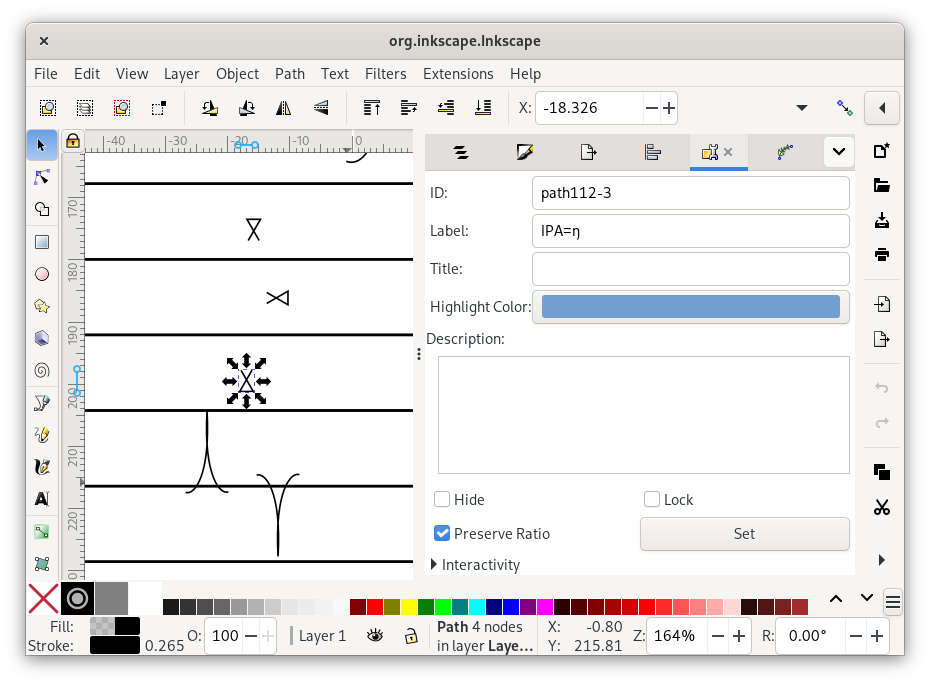 org.inkscape.Inkscape
File Edit View Layer Object Path Text Filters Extensions Help
X: -18.326
-40 -30 -20 -10 0
170
180
190
200
210
220
ID: path112-3
Label: IPA=ŋ
Title:
Highlight Color:
Description:
Hide Lock
Preserve Ratio Set
Interactivity
Fill:
Stroke: 0.265
O: 100
Layer 1
Path 4 nodes
in layer Laye...
X: -0.80
Y: 215.81
Z: 164%
R: 0.00°